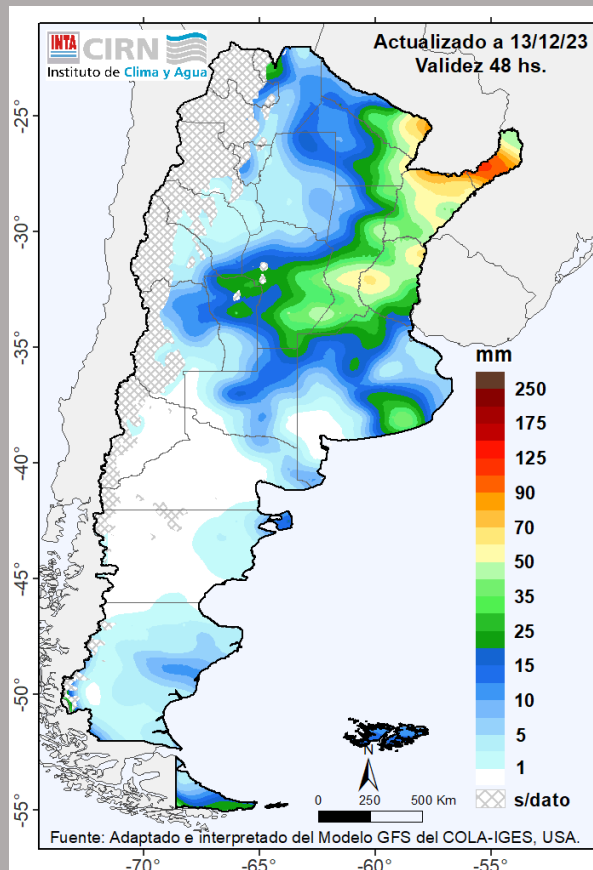 INTA CIRN
Instituto de Clima y Agua
Actualizado a 13/12/23
Validez 48 hs.
-25°
-30°
-35°
-40°
-45°
-50°
-55°
mm
250
175
125
90
70
50
35
25
15
10
5
1
s/dato
N
0 250 500 Km
Fuente: Adaptado e interpretado del Modelo GFS del COLA-IGES, USA.
-70° -65° -60° -55°